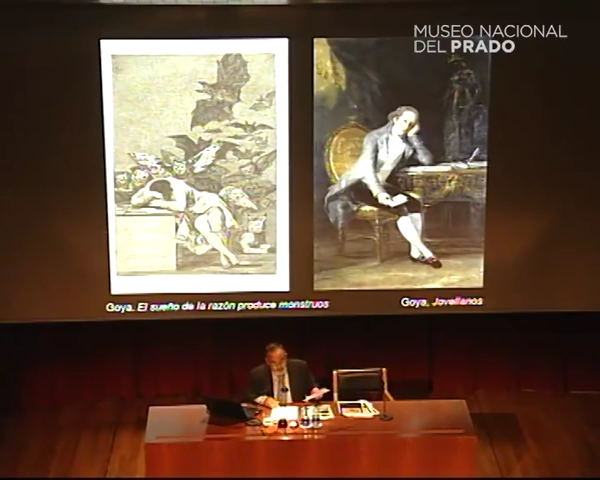 MUSEO NACIONAL
DEL PRADO
Goya. El sueño de la razón produce monstruos
Goya, Jovellanos